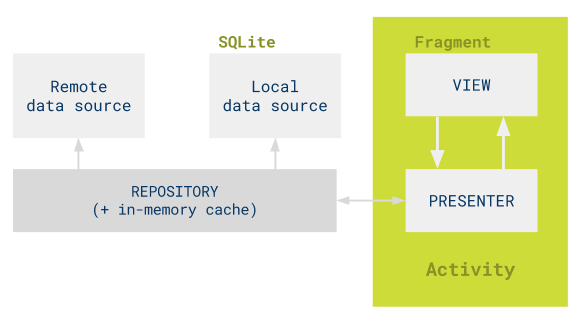 SQLite
Fragment
Remote
data source
Local
data source
VIEW
REPOSITORY
(+ in-memory cache)
PRESENTER
Activity